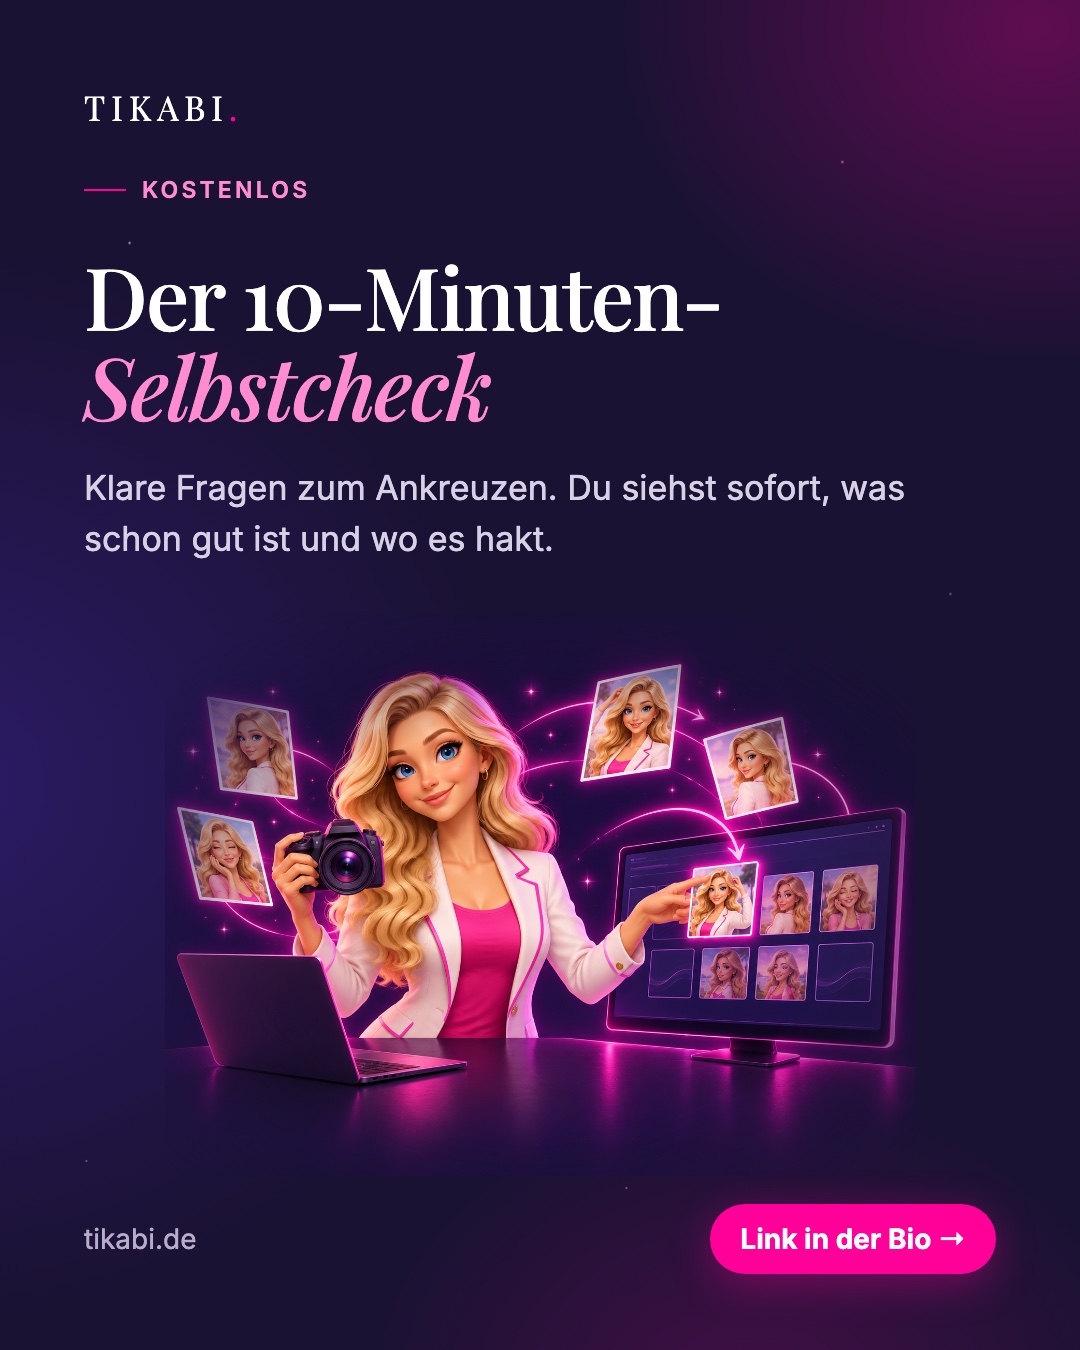 TIKABI.
KOSTENLOS
Der 10-Minuten-
Selbstcheck
Klare Fragen zum Ankreuzen. Du siehst sofort, was
schon gut ist und wo es hakt.
tikabi.de
Link in der Bio →